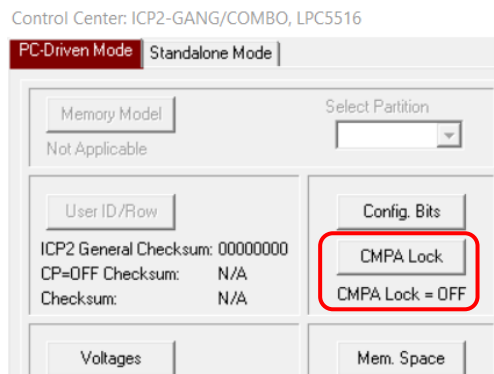 Control Center: ICP2-GANG/COMBO, LPC5516
PC-Driven Mode Standalone Mode
Memory Model
Not Applicable
Select Partition
User ID/Row
ICP2 General Checksum: 00000000
CP=OFF Checksum: N/A
Checksum: N/A
Config. Bits
CMPA Lock
CMPA Lock = OFF
Voltages
Mem. Space